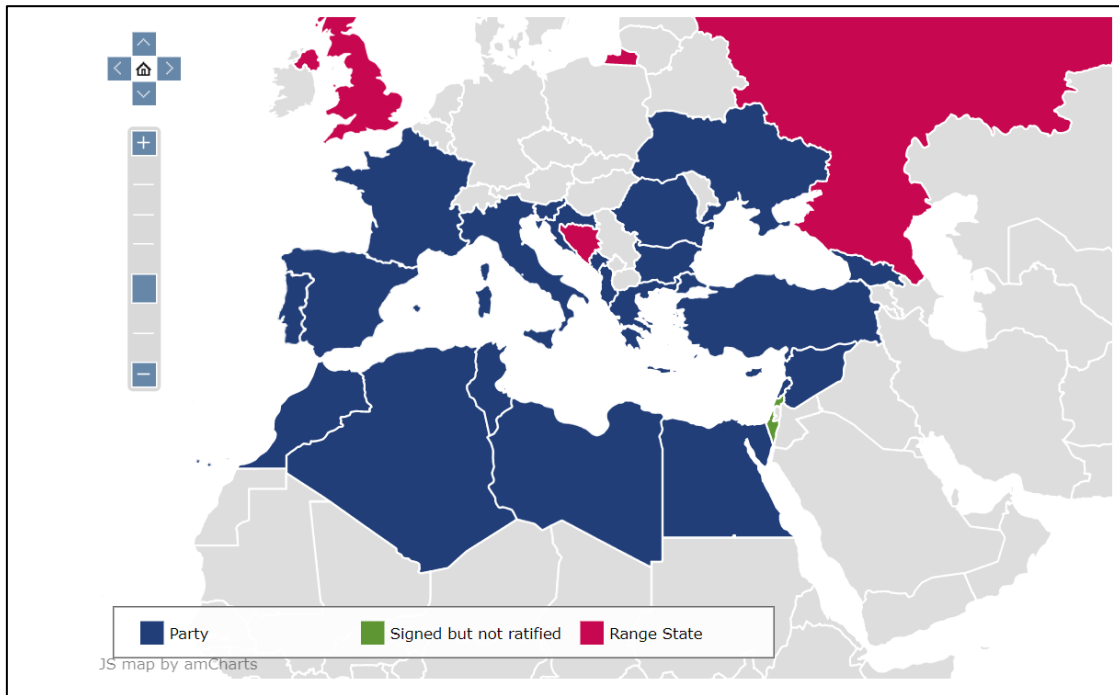 +
−
Party
Signed but not ratified
Range State
JS map by amCharts